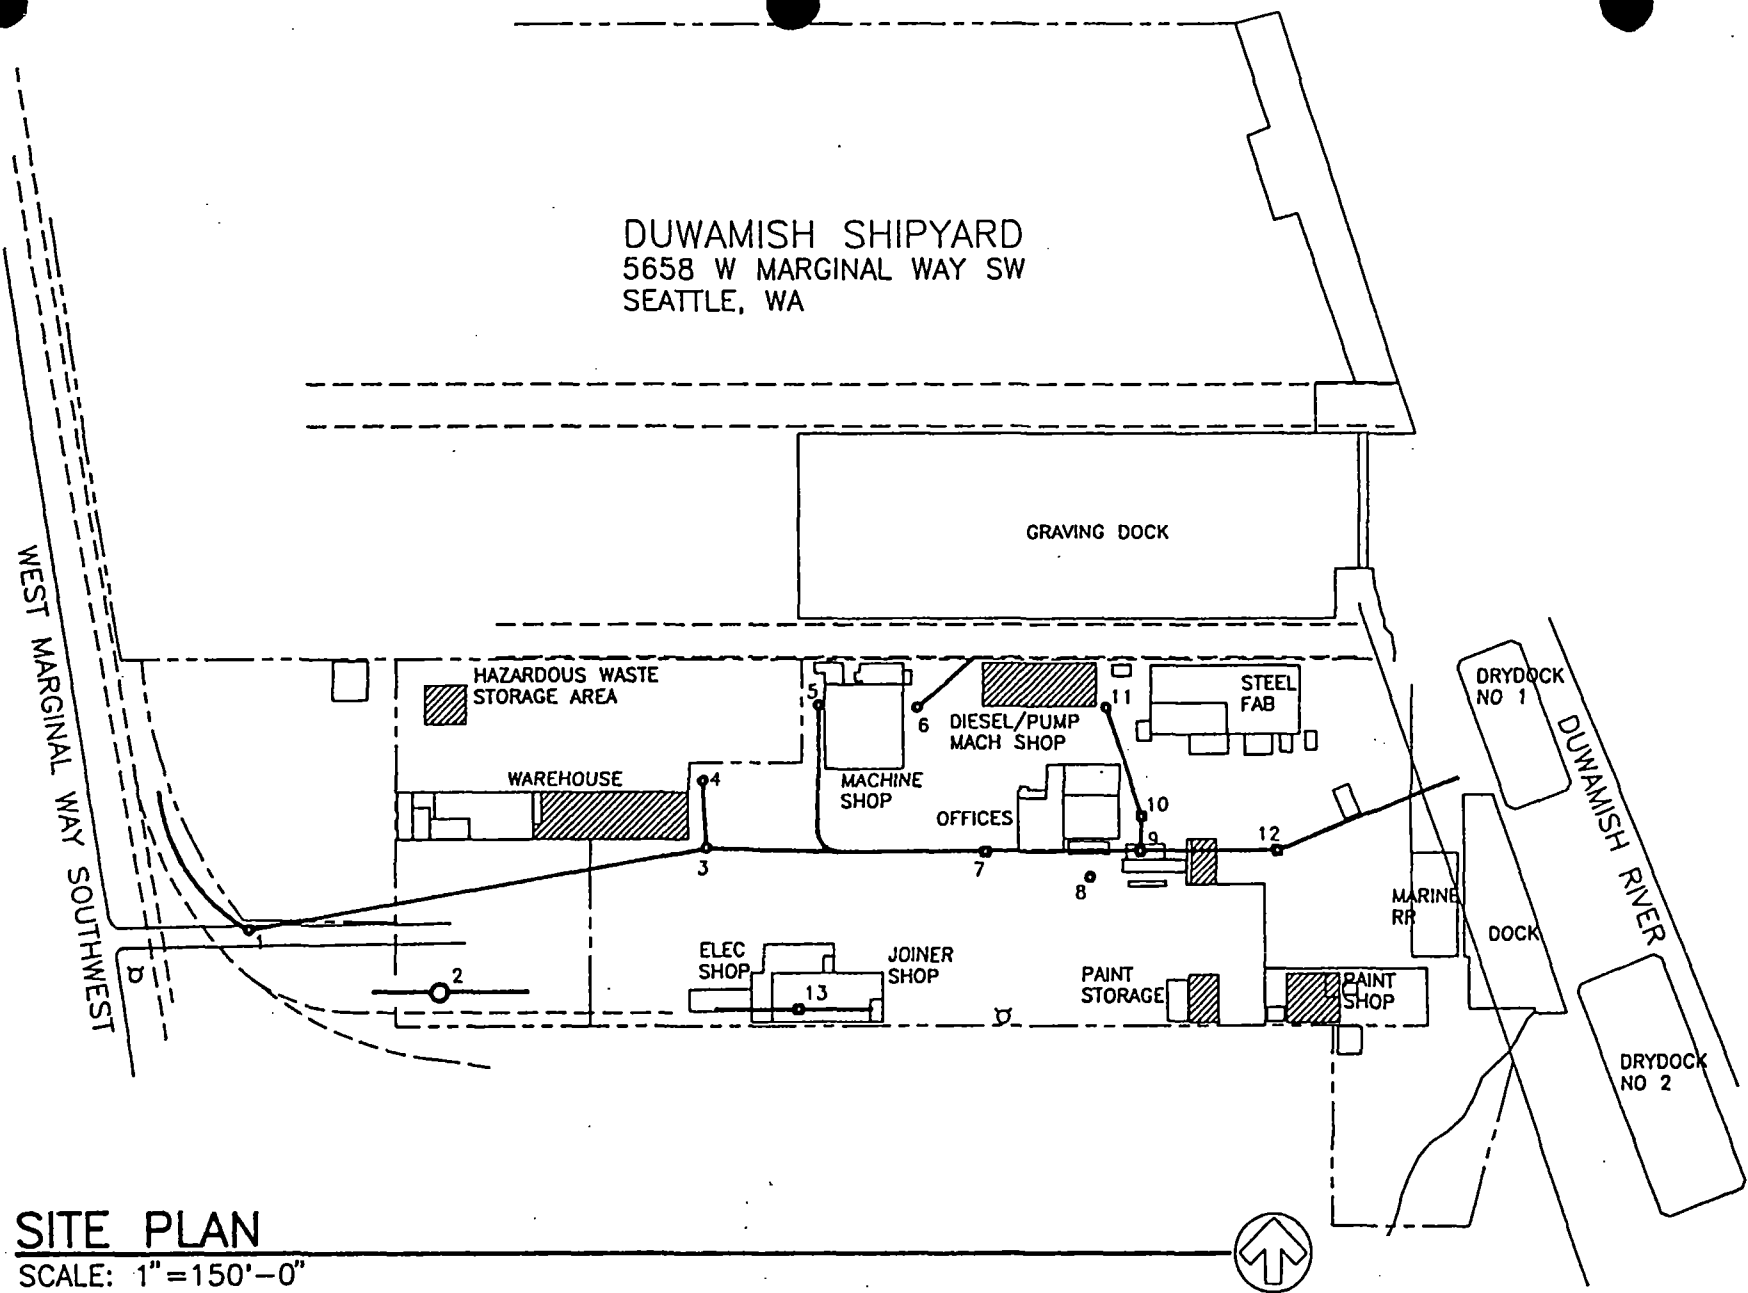 DUWAMISH SHIPYARD
5658 W MARGINAL WAY SW
SEATTLE, WA
GRAVING DOCK
WEST MARGINAL WAY SOUTHWEST
HAZARDOUS WASTE
STORAGE AREA
5
6
DIESEL/PUMP
MACH SHOP
11
STEEL
FAB
DRYDOCK
NO 1
DUWAMISH RIVER
WAREHOUSE
4
MACHINE
SHOP
OFFICES
10
9
12
3
7
8
MARINE
RR
DOCK
1
2
ELEC
SHOP
JOINER
SHOP
13
PAINT
STORAGE
PAINT
SHOP
DRYDOCK
NO 2
SITE PLAN
SCALE: 1"=150'-0"